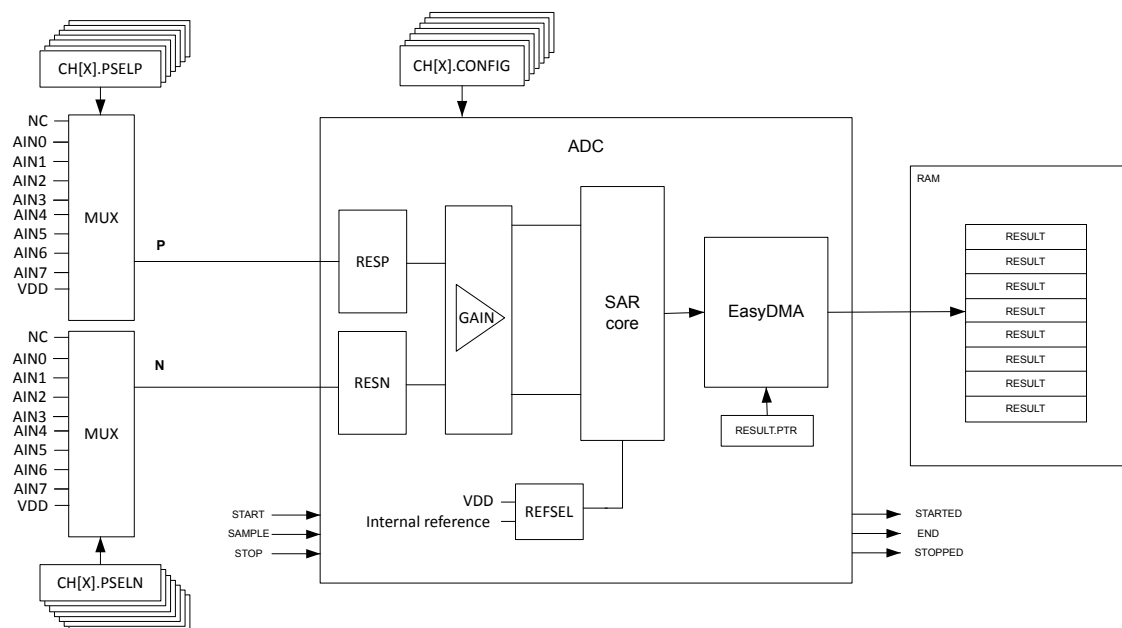 CH[X].PSELP
CH[X].CONFIG
NC
AIN0
AIN1
AIN2
AIN3
AIN4
AIN5
AIN6
AIN7
VDD
MUX
P
ADC
RAM
RESP
GAIN
SAR
core
EasyDMA
RESULT
RESULT
RESULT
RESULT
RESULT
RESULT
RESULT
RESULT
NC
AIN0
AIN1
AIN2
AIN3
AIN4
AIN5
AIN6
AIN7
VDD
MUX
N
RESN
RESULT.PTR
VDD
Internal reference
REFSEL
START
SAMPLE
STOP
STARTED
END
STOPPED
CH[X].PSELN